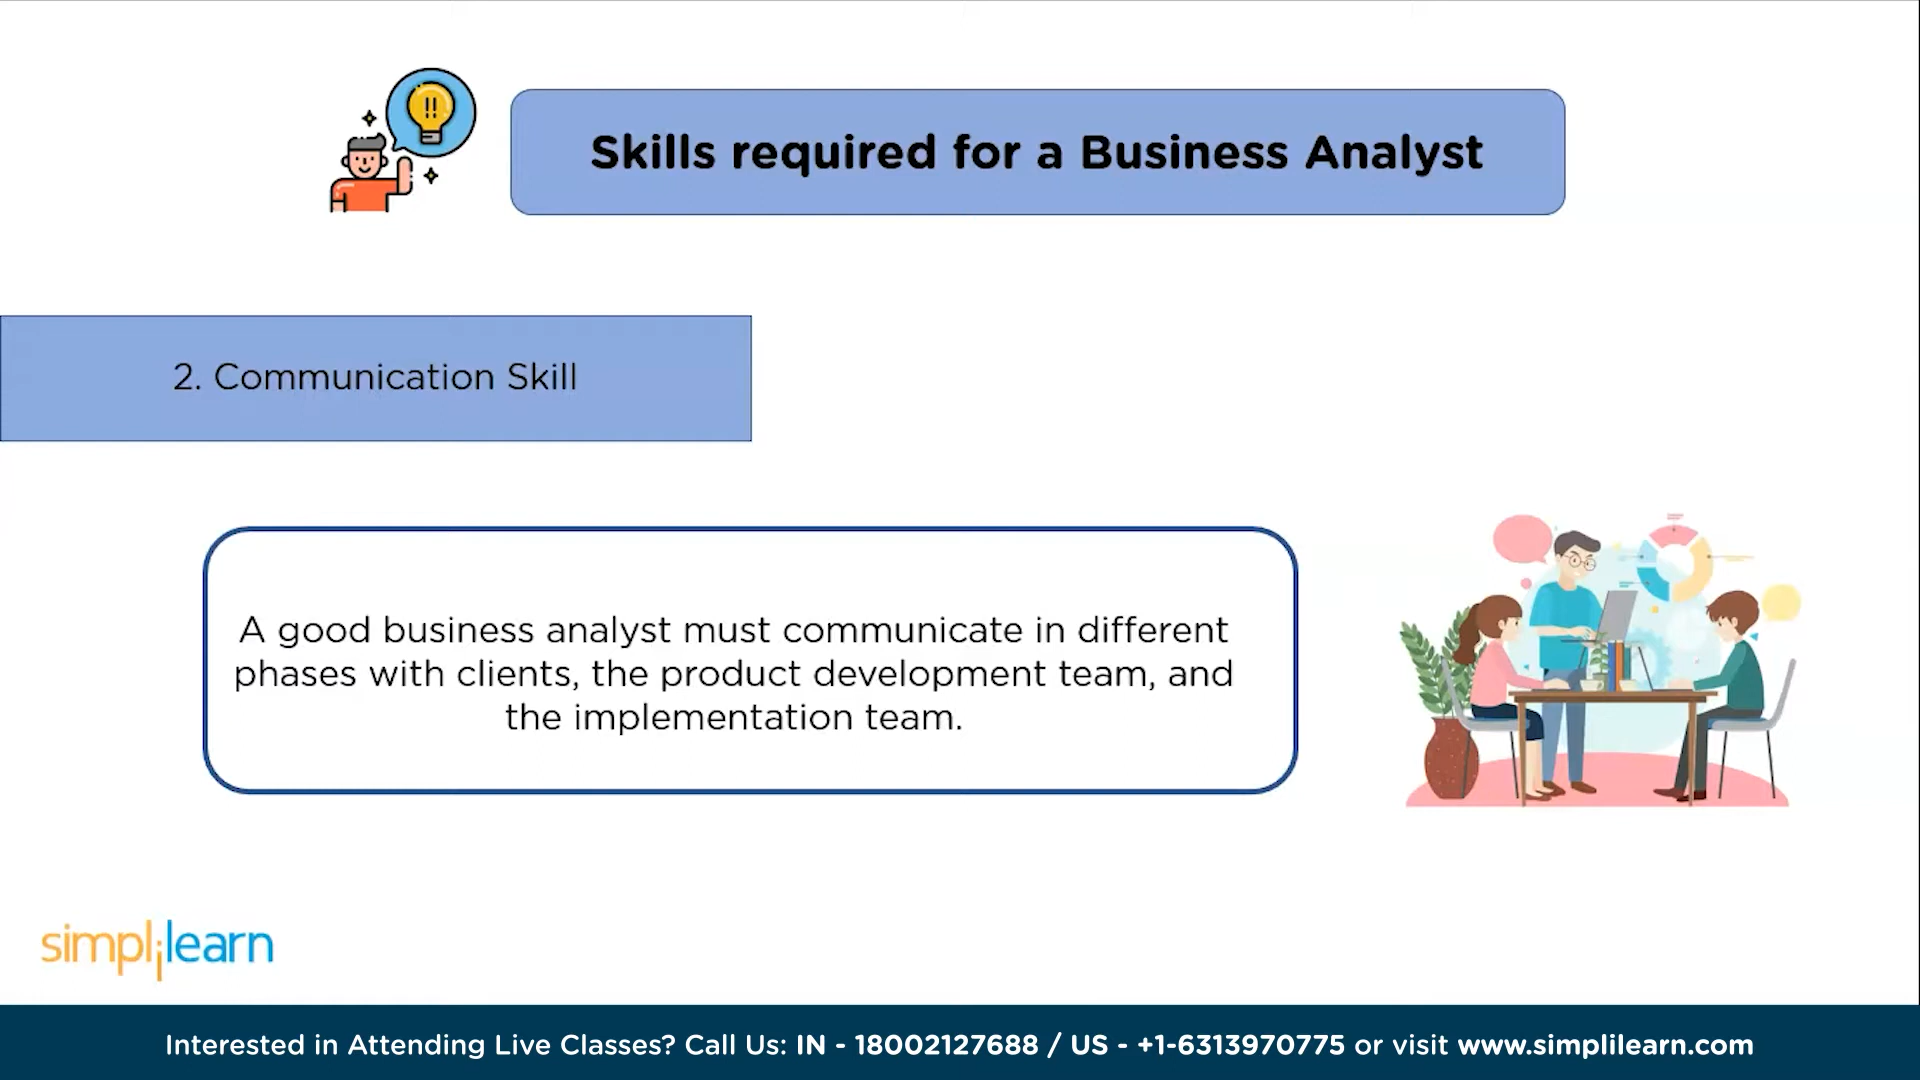 Skills required for a Business Analyst
2. Communication Skill
A good business analyst must communicate in different
phases with clients, the product development team, and
the implementation team.
simplilearn
Interested in Attending Live Classes? Call Us: IN - 18002127688 / US - +1-6313970775 or visit www.simplilearn.com